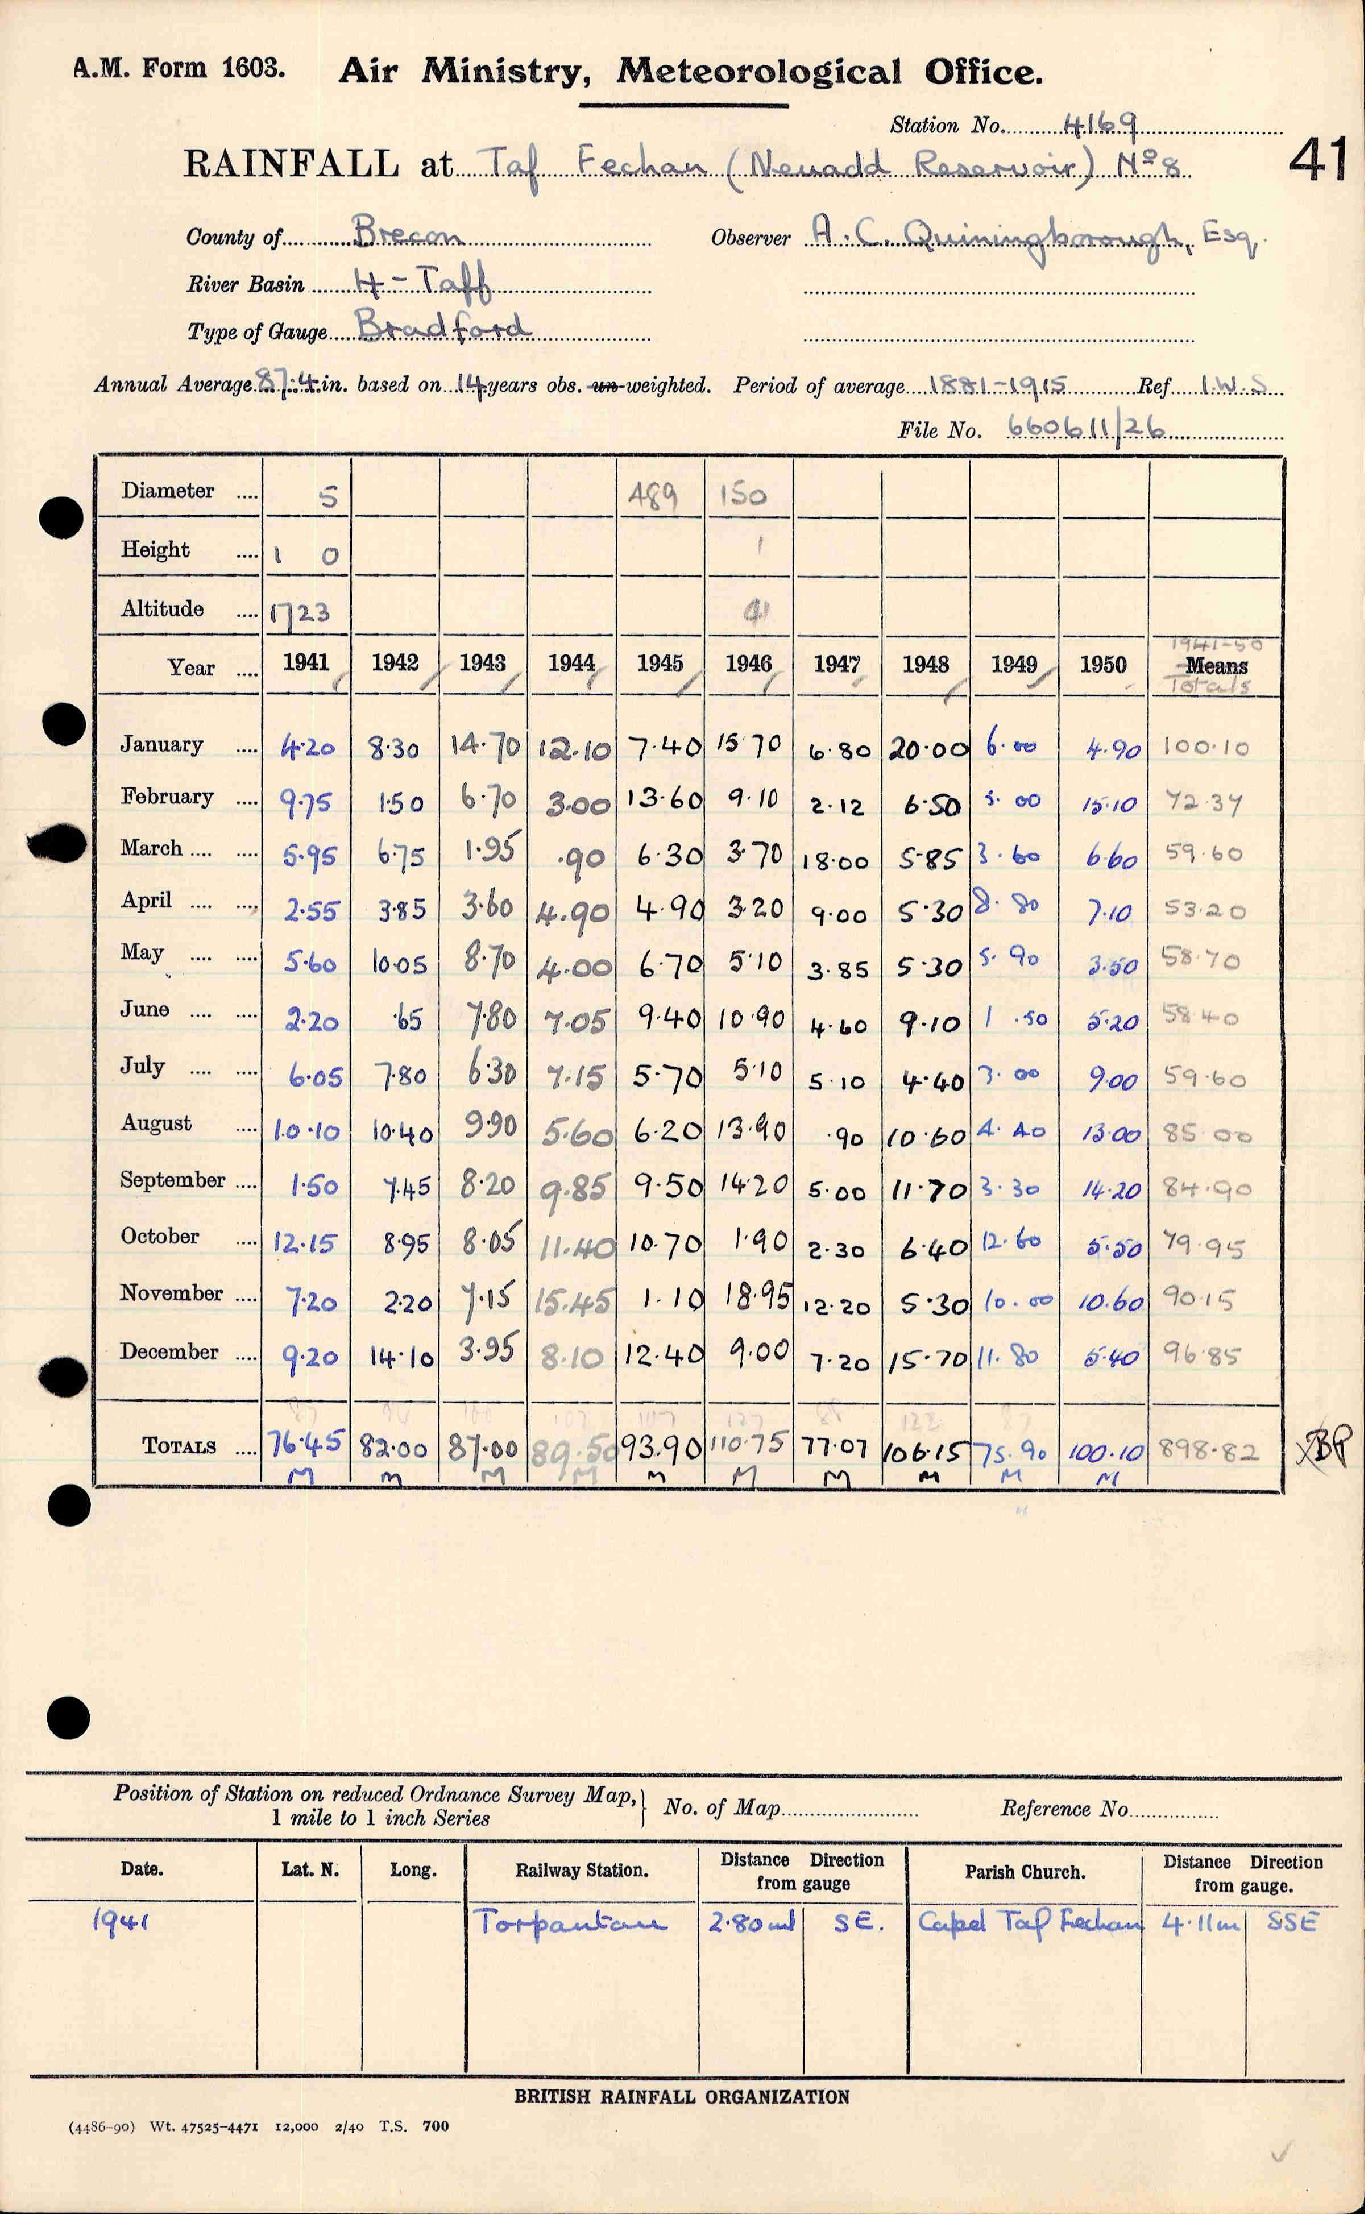 A.M. Form 1603. Air Ministry, Meteorological Office.
Station No. 4169
RAINFALL at Taf Fechan (Neuadd Reservoir) Nº 8 41
County of Brecon Observer A. C. Quiningborough, Esq.
River Basin 4 - Taff
Type of Gauge Bradford
Annual Average 87.4 in. based on 14 years obs. un-weighted. Period of average 1881-1915 Ref. I.W.S
File No. 660611/26
Diameter .... 5 489 150
Height .... 1 0 1
Altitude .... 1723
1941-50
Year .... 1941 1942 1943 1944 1945 1946 1947 1948 1949 1950 Means
Totals
January .... 4.20 8.30 14.70 12.10 7.40 15.70 6.80 20.00 6.00 4.90 100.10
February .... 9.75 1.50 6.70 3.00 13.60 9.10 2.12 6.50 5.00 15.10 72.37
March .... .... 5.95 6.75 1.95 .90 6.30 3.70 18.00 5.85 3.60 6.60 59.60
April .... .... 2.55 3.85 3.60 4.90 4.90 3.20 9.00 5.30 8.80 7.10 53.20
May .... .... 5.60 10.05 8.70 4.00 6.70 5.10 3.85 5.30 5.90 3.50 58.70
June .... .... 2.20 .65 7.80 7.05 9.40 10.90 4.60 9.10 1.50 5.20 58.40
July .... .... 6.05 7.80 6.30 7.15 5.70 5.10 5.10 4.40 3.00 9.00 59.60
August .... 10.10 10.40 9.90 5.60 6.20 13.90 .90 10.60 4.40 13.00 85.00
September .... 1.50 7.45 8.20 9.85 9.50 14.20 5.00 11.70 3.30 14.20 84.90
October .... 12.15 8.95 8.05 11.40 10.70 1.90 2.30 6.40 12.60 5.50 79.95
November .... 7.20 2.20 7.15 15.45 1.10 18.95 12.20 5.30 10.00 10.60 90.15
December .... 9.20 14.10 3.95 8.10 12.40 9.00 7.20 15.70 11.80 5.40 96.85
TOTALS .... 76.45 82.00 87.00 89.50 93.90 110.75 77.07 106.15 75.90 100.10 898.82 BP
M M M M M M M M M M
Position of Station on reduced Ordnance Survey Map, 1 mile to 1 inch Series } No. of Map Reference No.
Date. Lat. N. Long. Railway Station. Distance Direction from gauge Parish Church. Distance Direction from gauge.
1941 Torpantau 2.80ml SE. Capel Taf Fechan 4.11m SSE
BRITISH RAINFALL ORGANIZATION
(4486-90) Wt. 47525-4471 12,000 2/40 T.S. 700